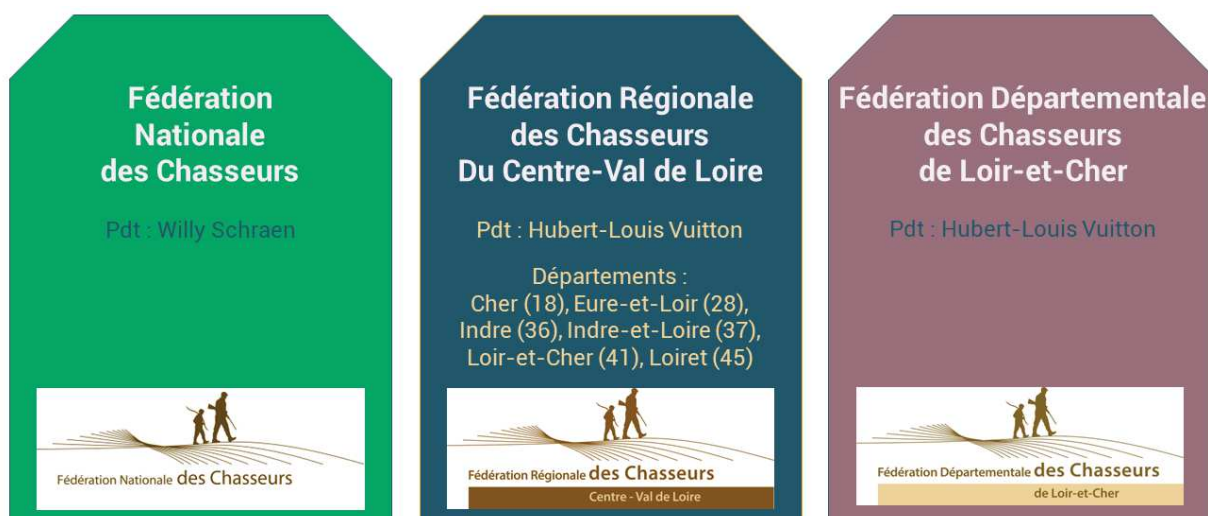 Fédération
Nationale
des Chasseurs
Pdt : Willy Schraen
Fédération Nationale des Chasseurs
Fédération Régionale
des Chasseurs
Du Centre-Val de Loire
Pdt : Hubert-Louis Vuitton
Départements :
Cher (18), Eure-et-Loir (28),
Indre (36), Indre-et-Loire (37),
Loir-et-Cher (41), Loiret (45)
Fédération Régionale des Chasseurs
Centre - Val de Loire
Fédération Départementale
des Chasseurs
de Loir-et-Cher
Pdt : Hubert-Louis Vuitton
Fédération Départementale des Chasseurs
de Loir-et-Cher